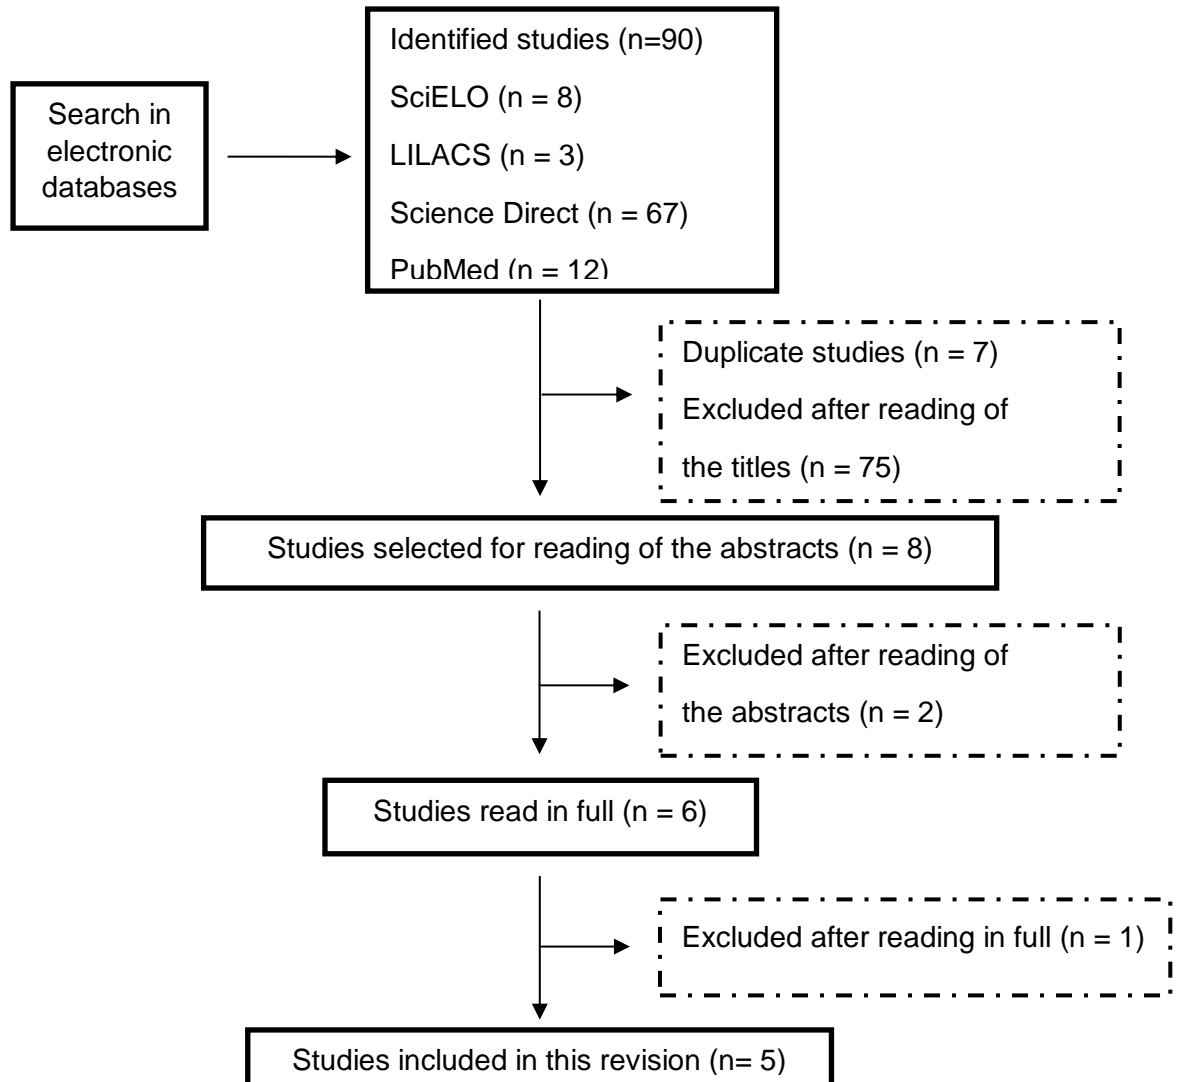 Search in
electronic
databases
Identified studies (n=90)
SciELO (n = 8)
LILACS (n = 3)
Science Direct (n = 67)
PubMed (n = 12)
Duplicate studies (n = 7)
Excluded after reading of
the titles (n = 75)
Studies selected for reading of the abstracts (n = 8)
Excluded after reading of
the abstracts (n = 2)
Studies read in full (n = 6)
Excluded after reading in full (n = 1)
Studies included in this revision (n= 5)